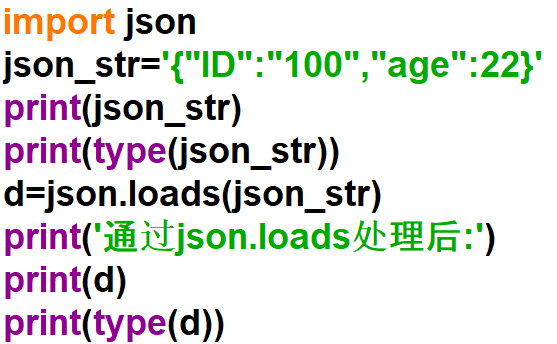 import json
json_str='{"ID":"100","age":22}'
print(json_str)
print(type(json_str))
d=json.loads(json_str)
print('通过json.loads处理后:')
print(d)
print(type(d))